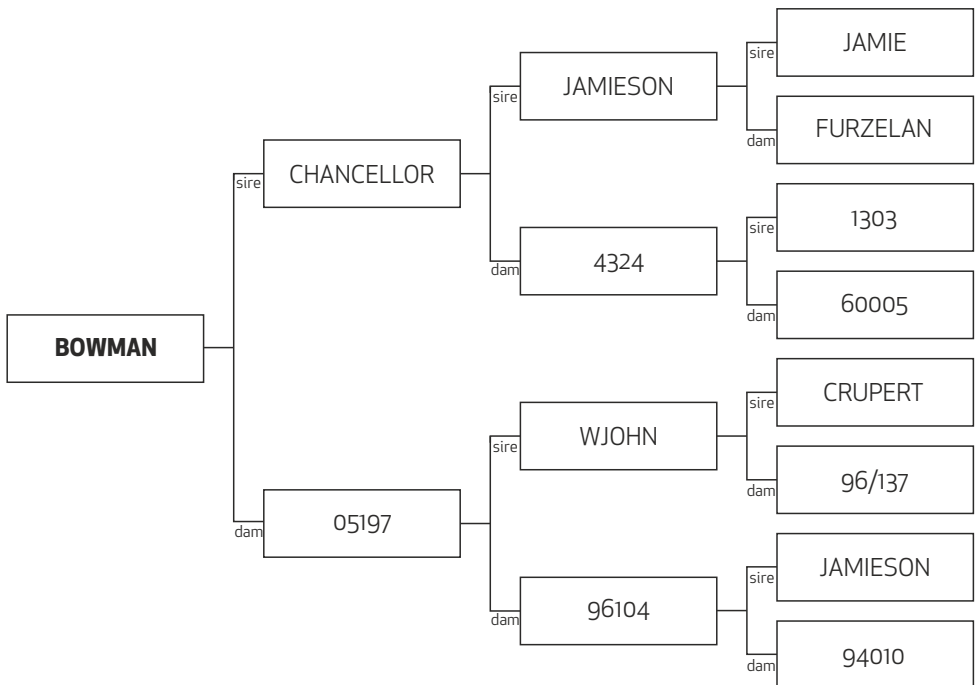 JAMIE
sire
JAMIESON
sire
FURZELAN
dam
CHANCELLOR
sire
1303
sire
4324
dam
60005
dam
BOWMAN
CRUPERT
sire
WJOHN
sire
96/137
dam
05197
dam
JAMIESON
sire
96104
dam
94010
dam